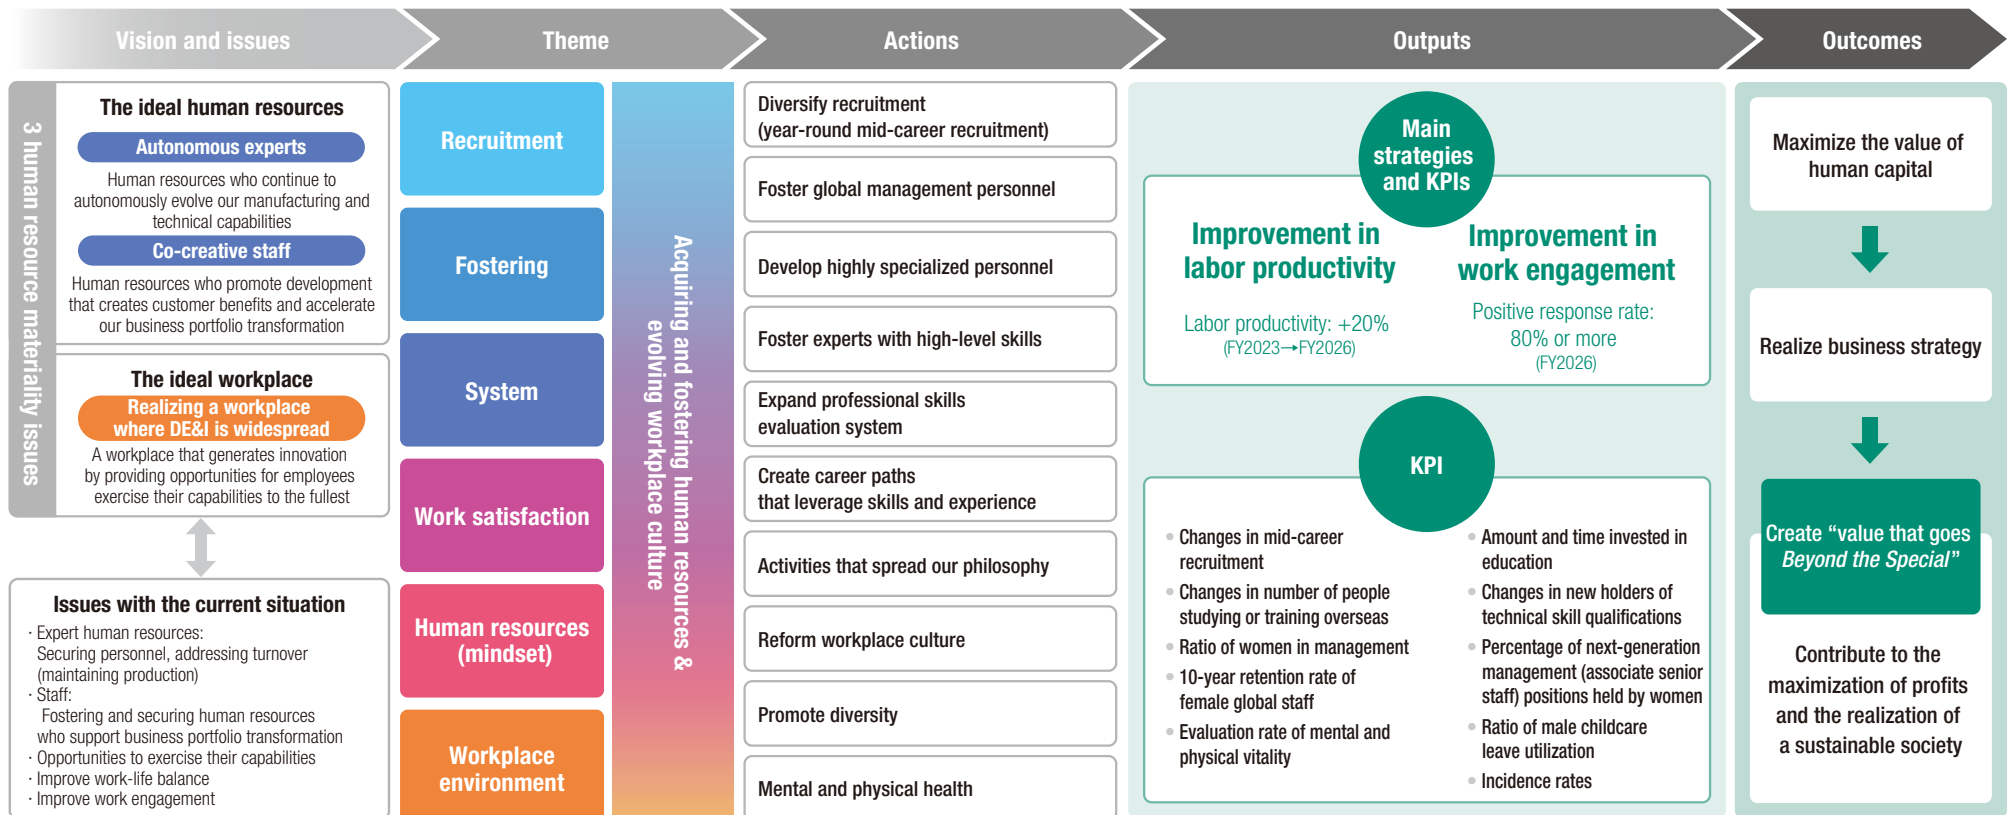 Vision and issues
Theme
Actions
Outputs
Outcomes
3 human resource materiality issues
The ideal human resources
Autonomous experts
Human resources who continue to
autonomously evolve our manufacturing and
technical capabilities
Co-creative staff
Human resources who promote development
that creates customer benefits and accelerate
our business portfolio transformation
The ideal workplace
Realizing a workplace
where DE&I is widespread
A workplace that generates innovation
by providing opportunities for employees
exercise their capabilities to the fullest
Issues with the current situation
· Expert human resources:
Securing personnel, addressing turnover
(maintaining production)
· Staff:
Fostering and securing human resources
who support business portfolio transformation
· Opportunities to exercise their capabilities
· Improve work-life balance
· Improve work engagement
Recruitment
Fostering
System
Work satisfaction
Human resources
(mindset)
Workplace
environment
Acquiring and fostering human resources &
evolving workplace culture
Diversify recruitment
(year-round mid-career recruitment)
Foster global management personnel
Develop highly specialized personnel
Foster experts with high-level skills
Expand professional skills
evaluation system
Create career paths
that leverage skills and experience
Activities that spread our philosophy
Reform workplace culture
Promote diversity
Mental and physical health
Main
strategies
and KPIs
Improvement in
labor productivity
Labor productivity: +20%
(FY2023→FY2026)
Improvement in
work engagement
Positive response rate:
80% or more
(FY2026)
KPI
• Changes in mid-career
recruitment
• Changes in number of people
studying or training overseas
• Ratio of women in management
• 10-year retention rate of
female global staff
• Evaluation rate of mental and
physical vitality
• Amount and time invested in
education
• Changes in new holders of
technical skill qualifications
• Percentage of next-generation
management (associate senior
staff) positions held by women
• Ratio of male childcare
leave utilization
• Incidence rates
Maximize the value of
human capital
Realize business strategy
Create “value that goes
Beyond the Special”
Contribute to the
maximization of profits
and the realization of
a sustainable society